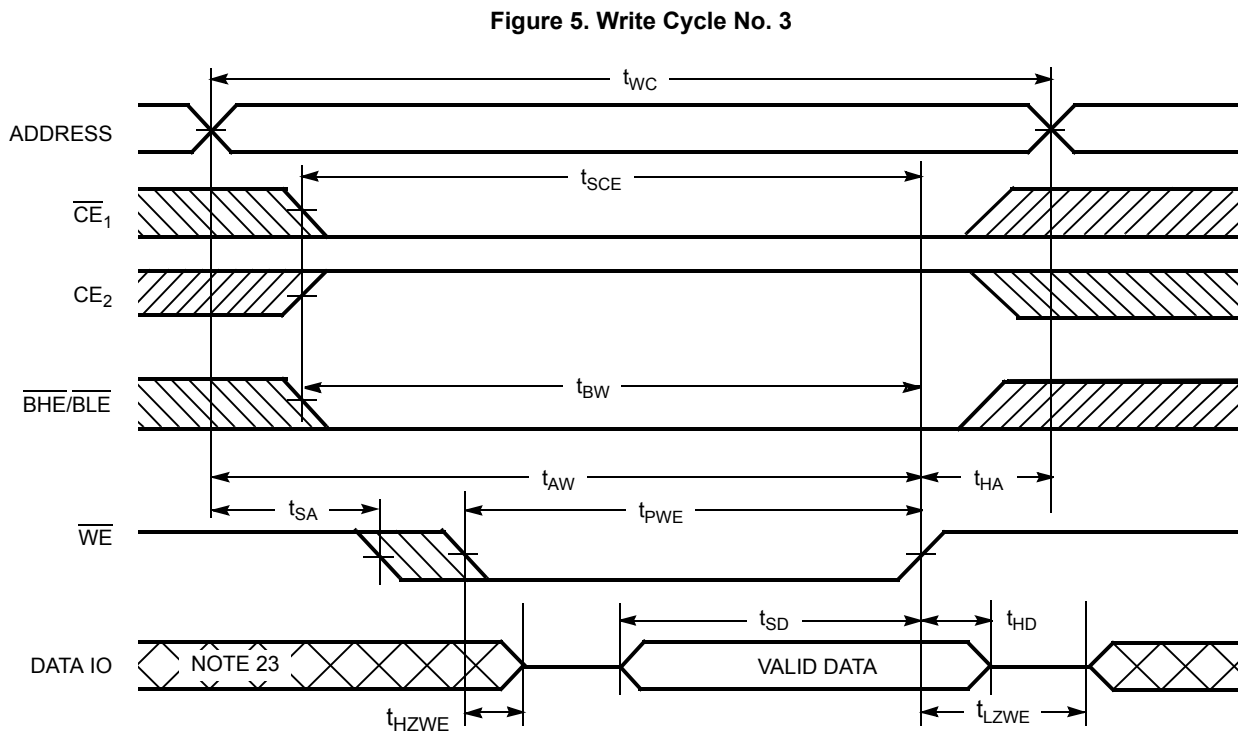 Figure 5. Write Cycle No. 3
tWC
ADDRESS
tSCE
CE1
CE2
tBW
BHE/BLE
tAW
tHA
tSA
tPWE
WE
tSD
tHD
DATA IO
NOTE 23
VALID DATA
tHZWE
tLZWE